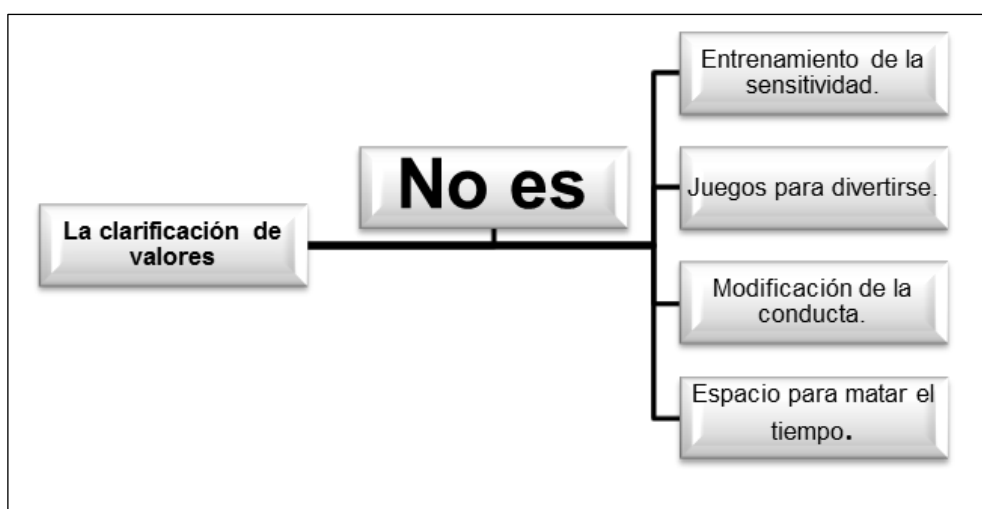 La clarificación de
valores
No es
Entrenamiento de la
sensitividad.
Juegos para divertirse.
Modificación de la
conducta.
Espacio para matar el
tiempo.